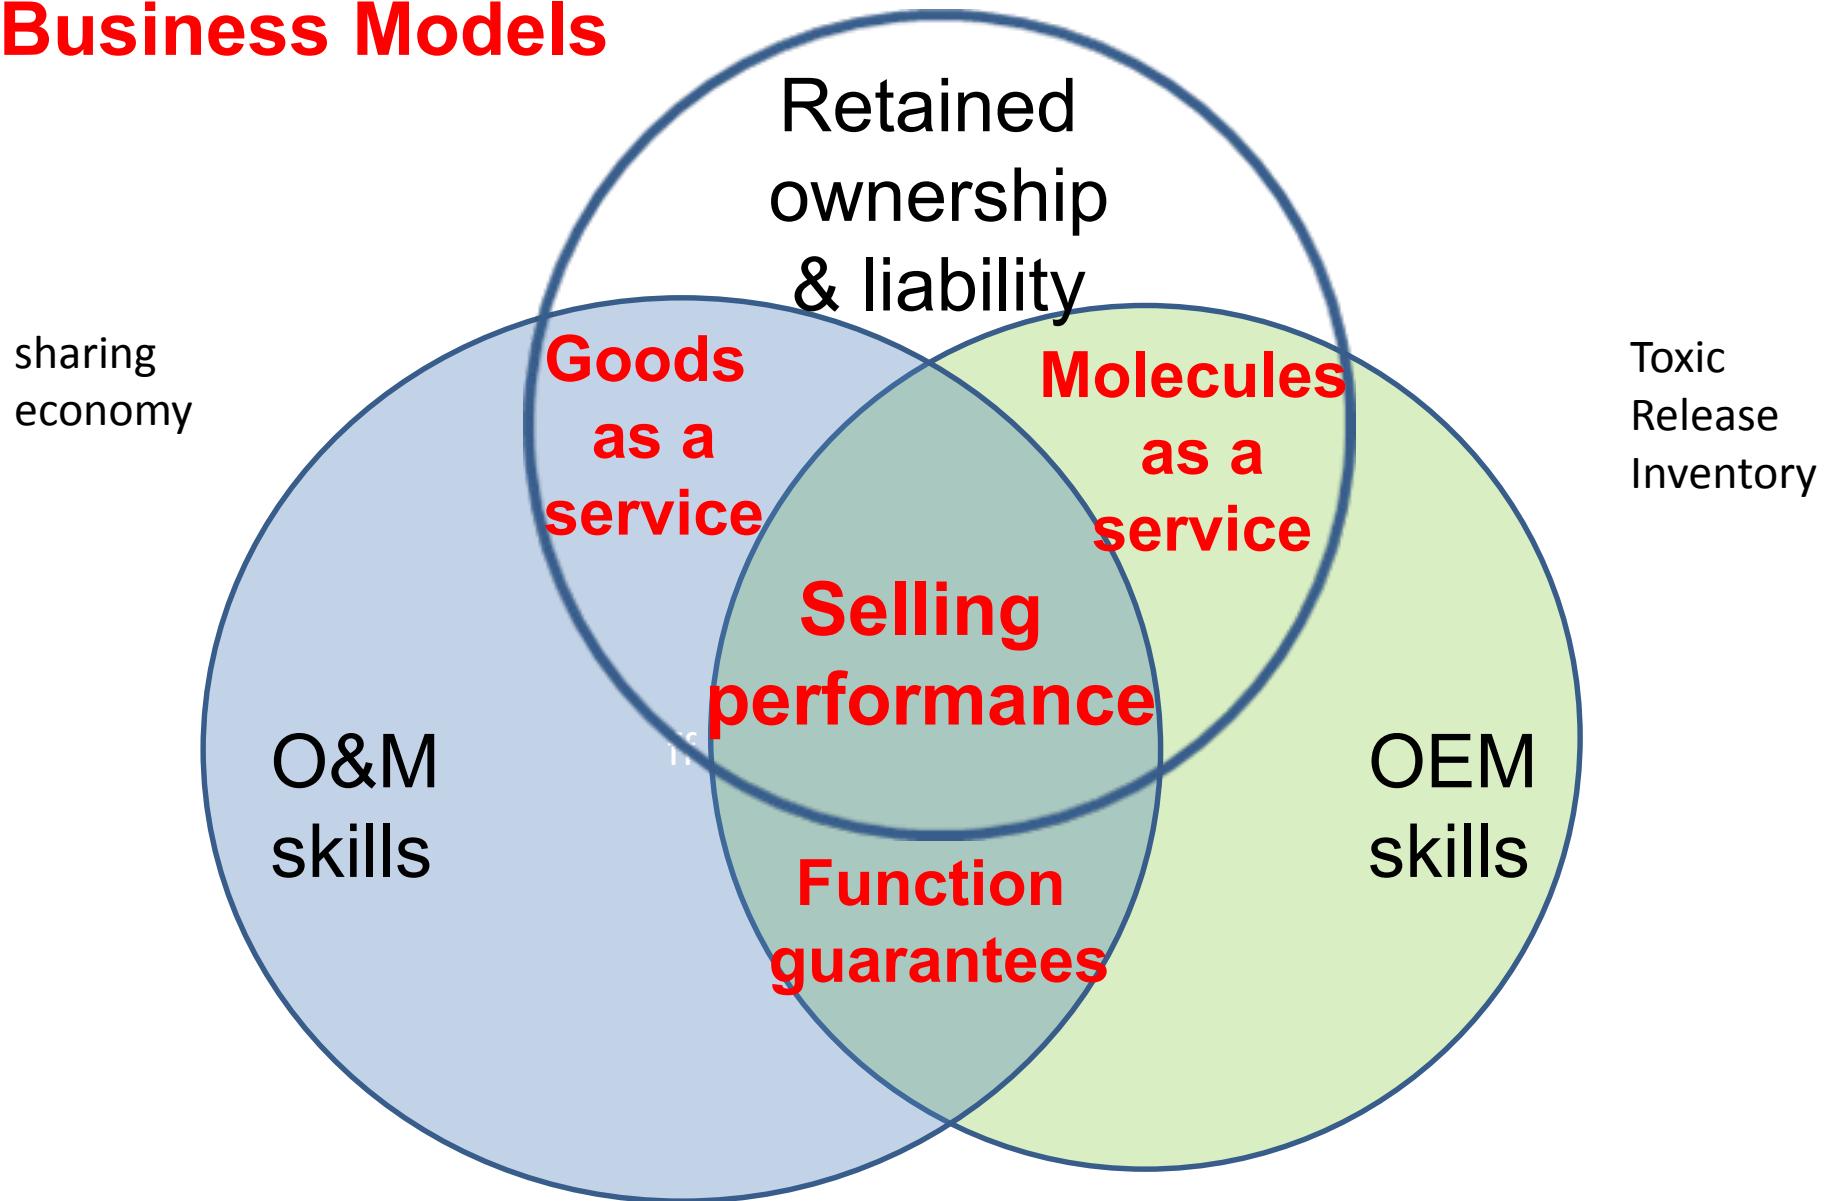 Business Models
Retained
ownership
& liability
sharing
economy
Goods
as a
service
Molecules
as a
service
Toxic
Release
Inventory
Selling
performance
O&M
skills
ff
OEM
skills
Function
guarantees